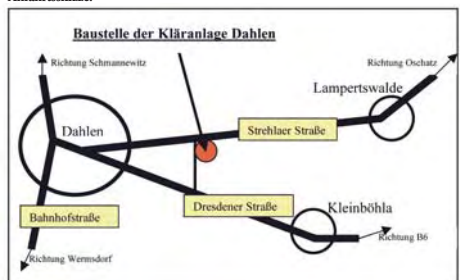 Baustelle der Kläranlage Dahlen
Richtung Schmannewitz
Richtung Oschatz
Lampertswalde
Dahlen
Strehlaer Straße
Dresdener Straße
Kleinböhla
Bahnhofstraße
Richtung B6
Richtung Wermsdorf